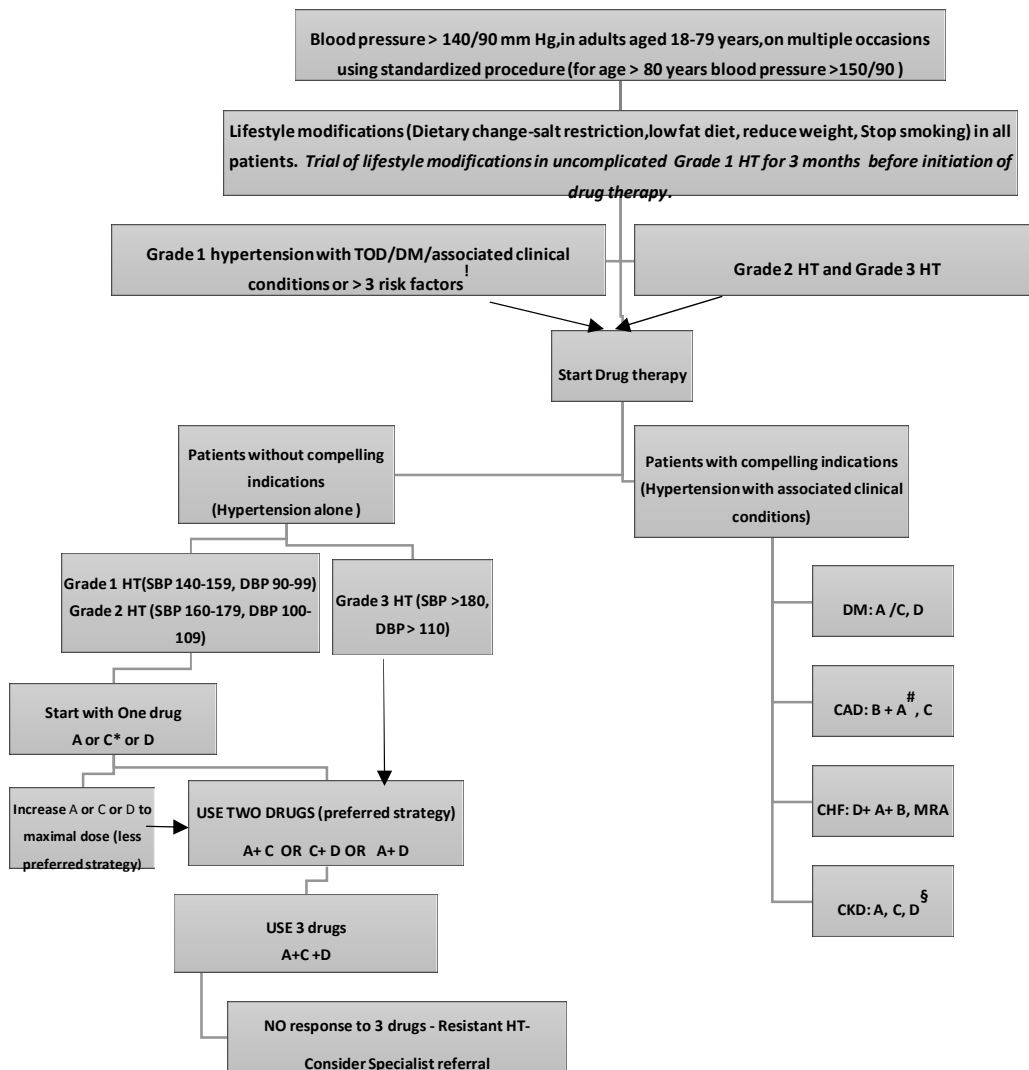 Blood pressure > 140/90 mm Hg,in adults aged 18-79 years,on multiple occasions
using standardized procedure (for age > 80 years blood pressure >150/90 )
Lifestyle modifications (Dietary change-salt restriction,low fat diet, reduce weight, Stop smoking) in all
patients. Trial of lifestyle modifications in uncomplicated Grade 1 HT for 3 months before initiation of
drug therapy.
Grade 1 hypertension with TOD/DM/associated clinical
conditions or > 3 risk factors!
Grade 2 HT and Grade 3 HT
Start Drug therapy
Patients without compelling
indications
(Hypertension alone )
Patients with compelling indications
(Hypertension with associated clinical
conditions)
Grade 1 HT(SBP 140-159, DBP 90-99)
Grade 2 HT (SBP 160-179, DBP 100-
109)
Grade 3 HT (SBP >180,
DBP > 110)
Start with One drug
A or C* or D
Increase A or C or D to
maximal dose (less
preferred strategy)
USE TWO DRUGS (preferred strategy)
A+ C OR C+ D OR A+ D
USE 3 drugs
A+C +D
NO response to 3 drugs - Resistant HT-
Consider Specialist referral
DM: A /C, D
CAD: B + A#, C
CHF: D+ A+ B, MRA
CKD: A, C, D§